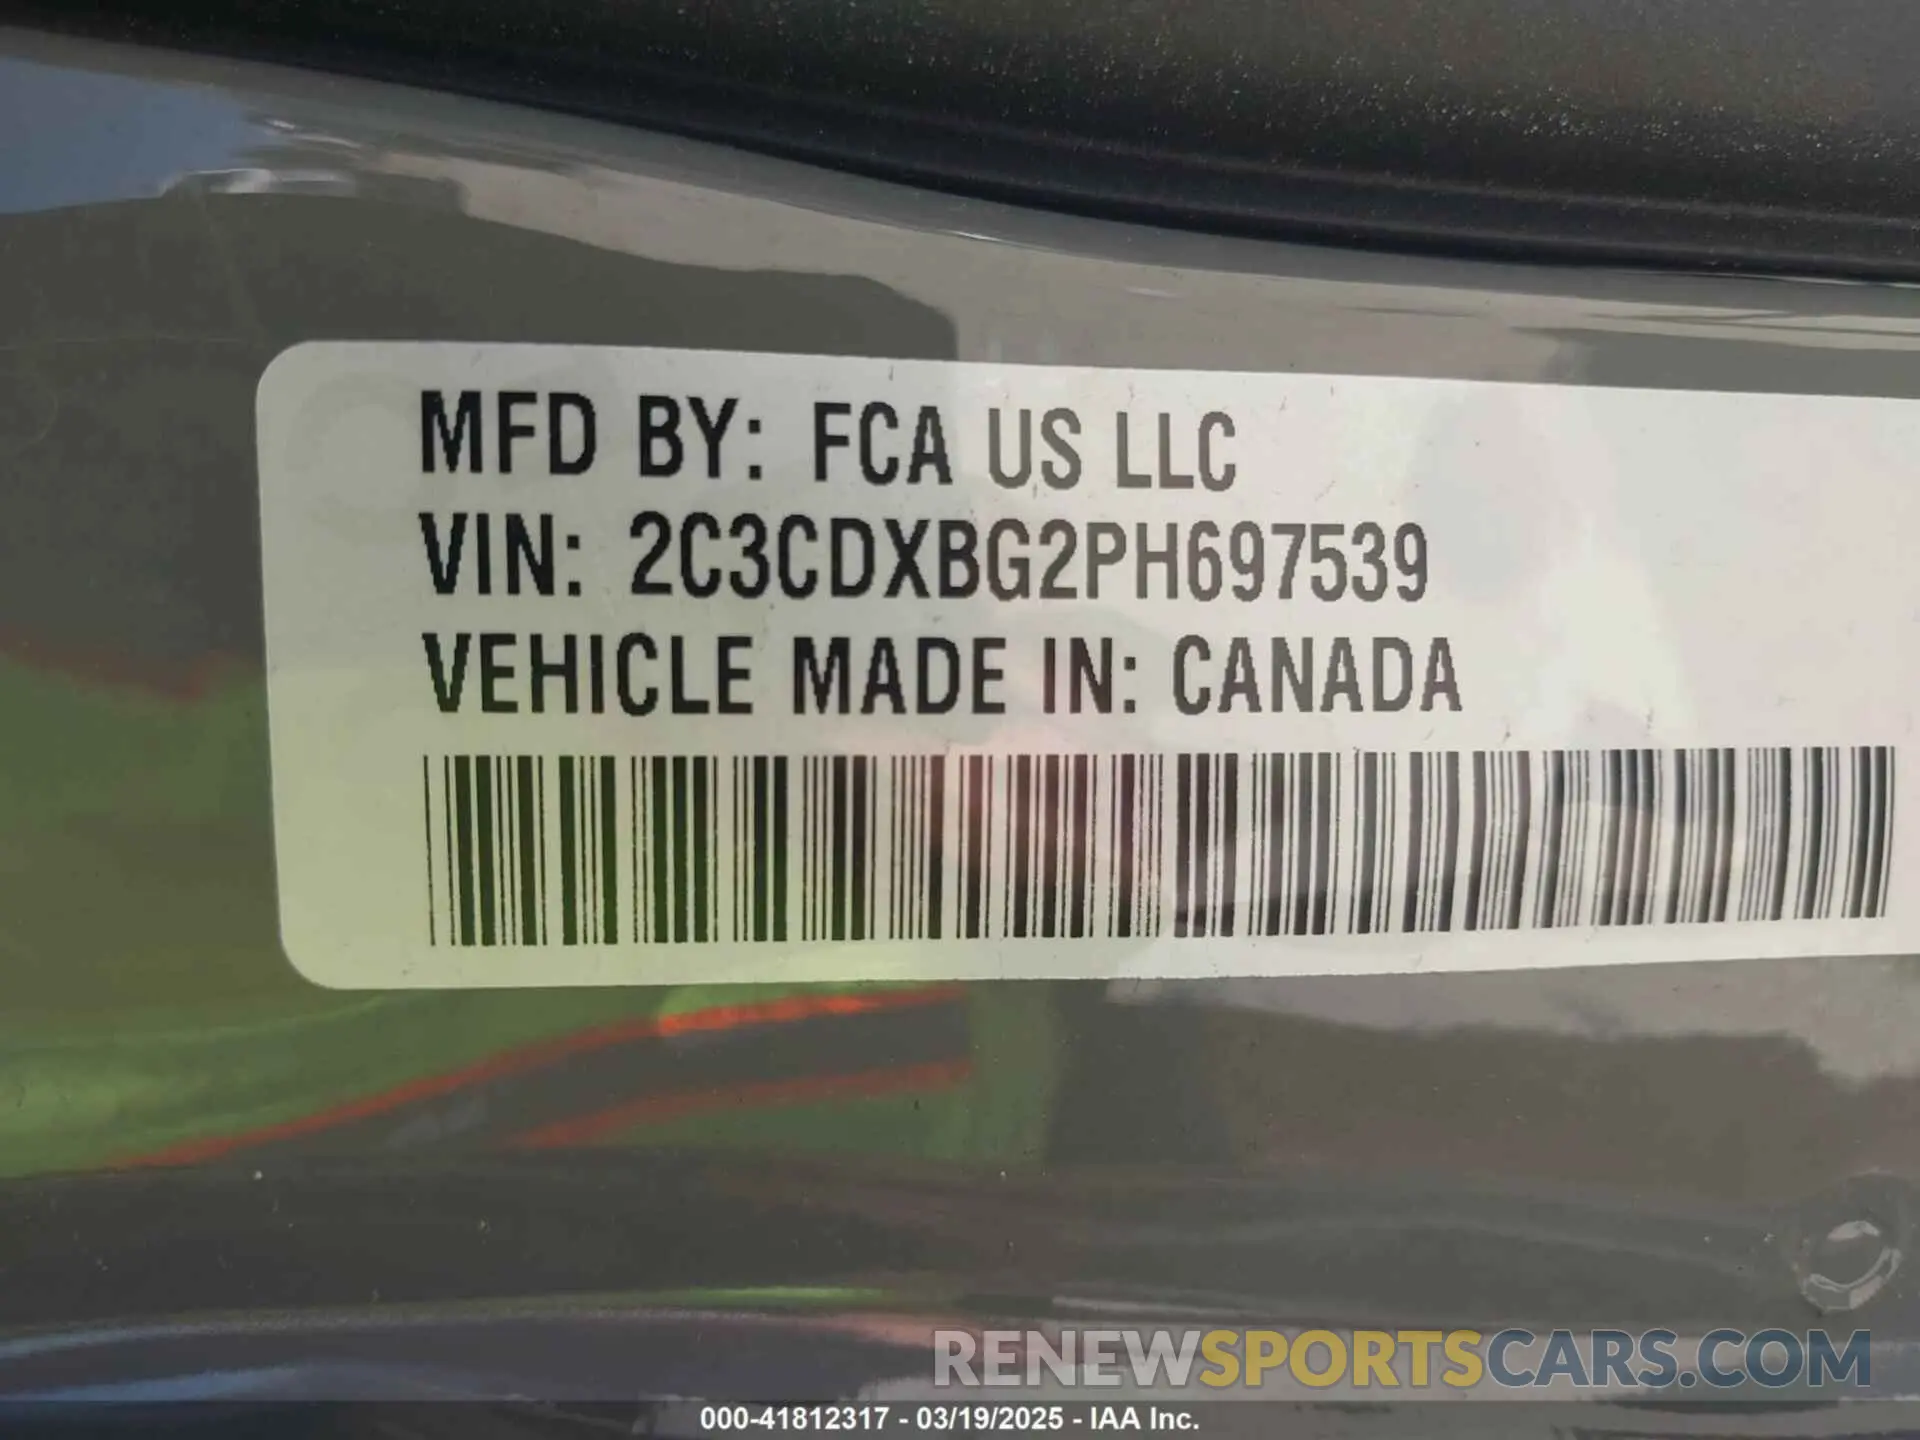 MFD BY: FCA US LLC
VIN: 2C3CDXBG2PH697539
VEHICLE MADE IN: CANADA
RENEWSPORTSCARS.COM
000-41812317 - 03/19/2025 - IAA Inc.